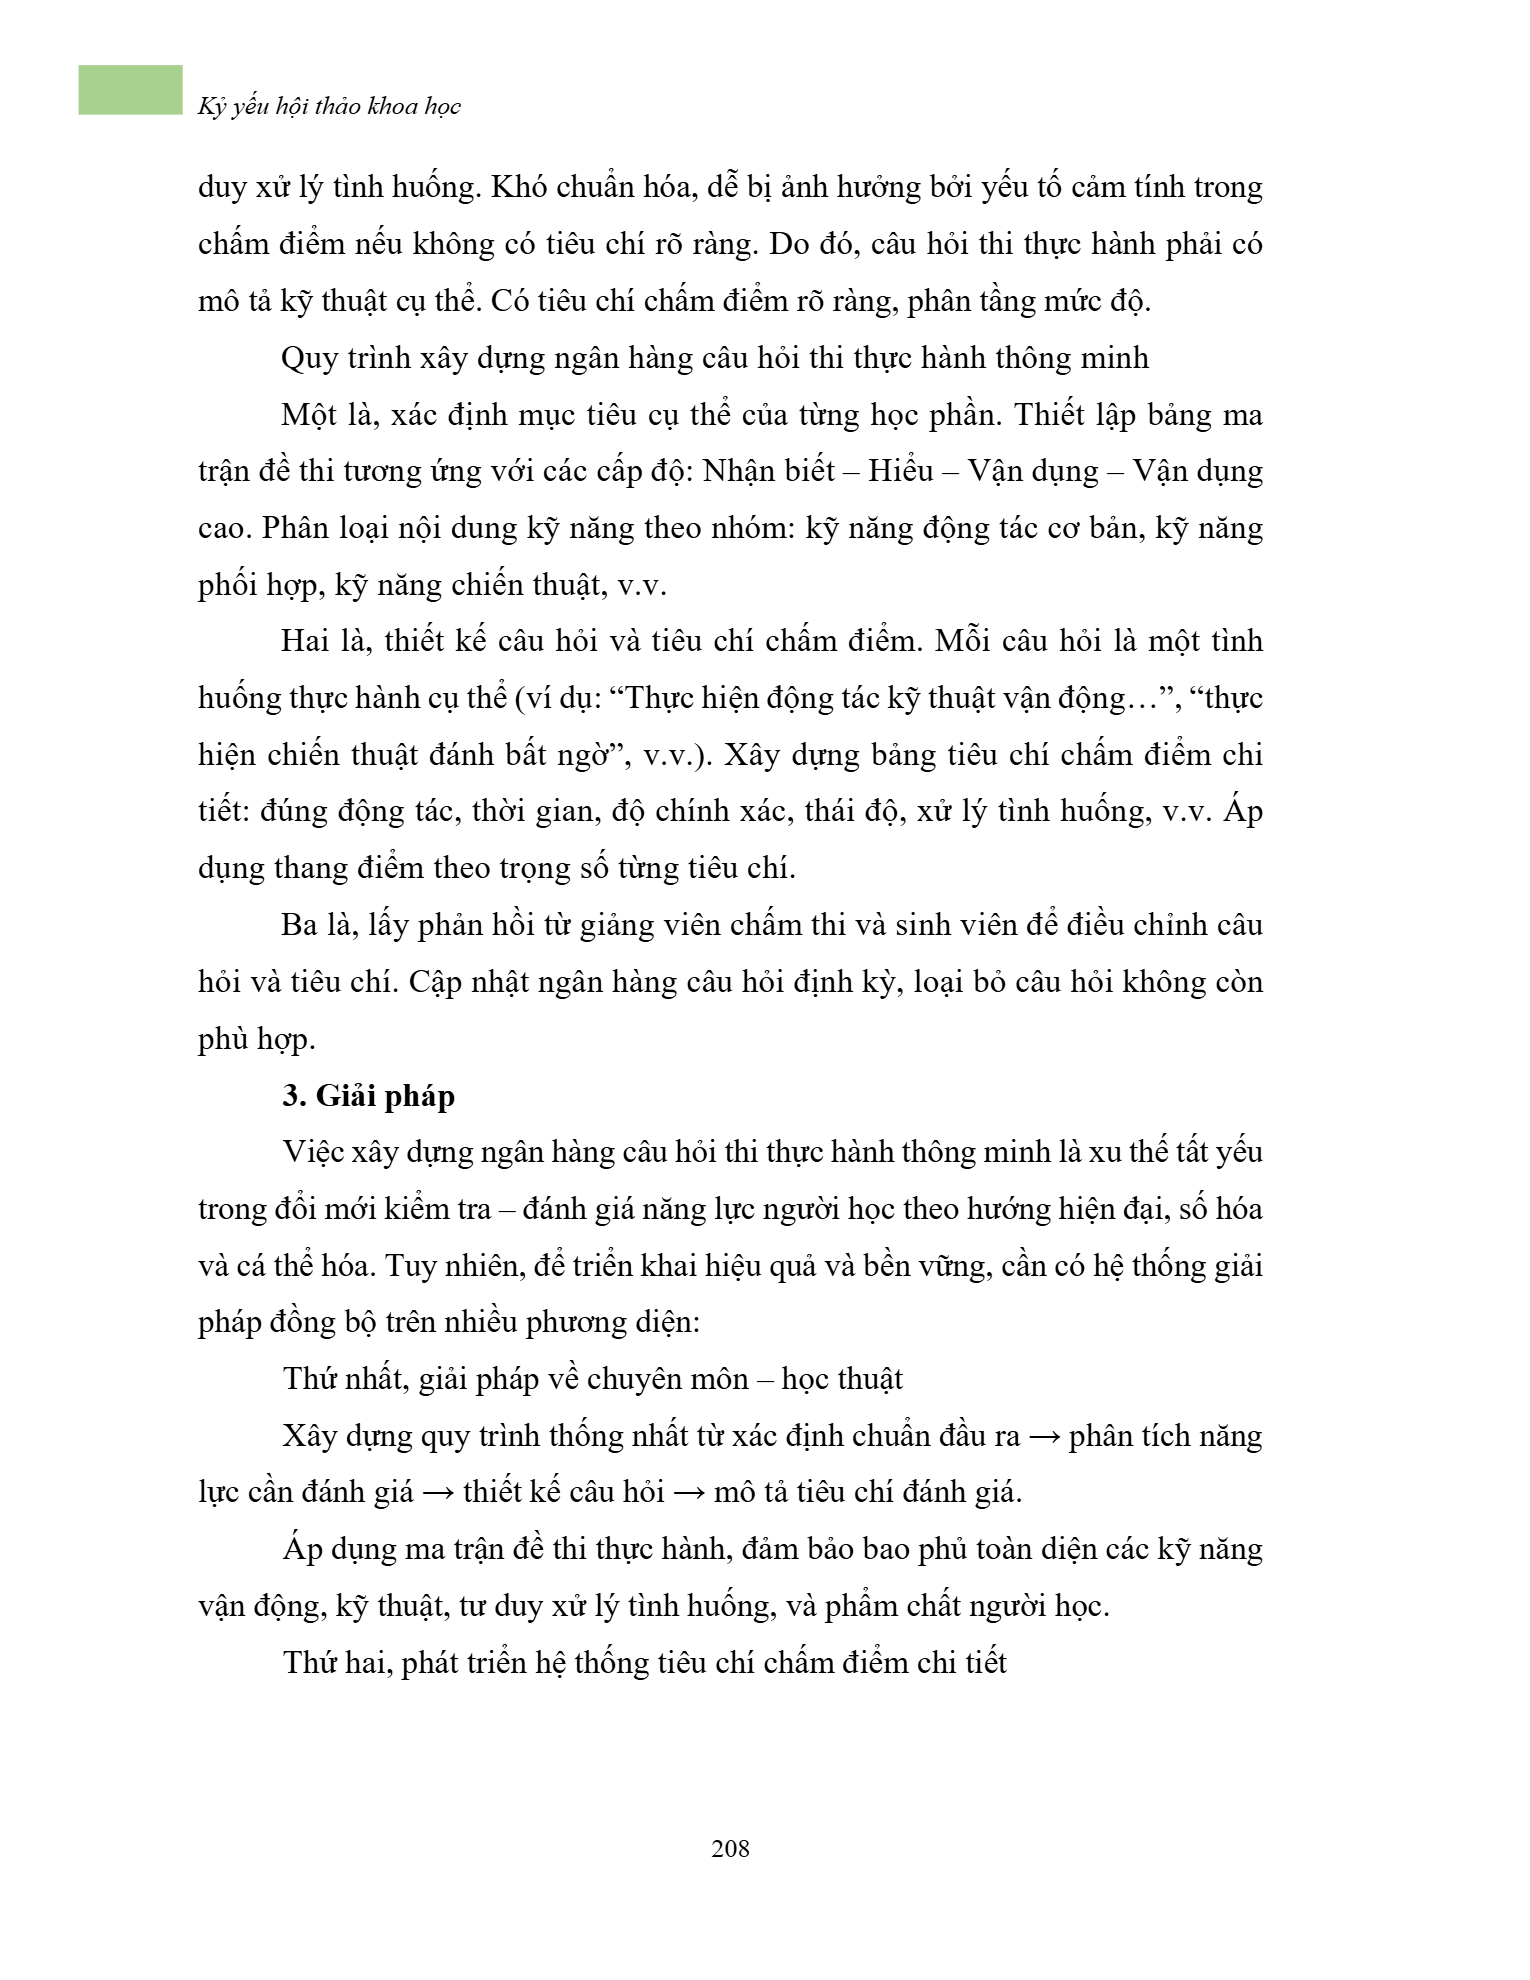 Kỷ yếu hội thảo khoa học
duy xử lý tình huống. Khó chuẩn hóa, dễ bị ảnh hưởng bởi yếu tố cảm tính trong
chấm điểm nếu không có tiêu chí rõ ràng. Do đó, câu hỏi thi thực hành phải có
mô tả kỹ thuật cụ thể. Có tiêu chí chấm điểm rõ ràng, phân tầng mức độ.
Quy trình xây dựng ngân hàng câu hỏi thi thực hành thông minh
Một là, xác định mục tiêu cụ thể của từng học phần. Thiết lập bảng ma
trận đề thi tương ứng với các cấp độ: Nhận biết – Hiểu – Vận dụng – Vận dụng
cao. Phân loại nội dung kỹ năng theo nhóm: kỹ năng động tác cơ bản, kỹ năng
phối hợp, kỹ năng chiến thuật, v.v.
Hai là, thiết kế câu hỏi và tiêu chí chấm điểm. Mỗi câu hỏi là một tình
huống thực hành cụ thể (ví dụ: “Thực hiện động tác kỹ thuật vận động…”, “thực
hiện chiến thuật đánh bất ngờ”, v.v.). Xây dựng bảng tiêu chí chấm điểm chi
tiết: đúng động tác, thời gian, độ chính xác, thái độ, xử lý tình huống, v.v. Áp
dụng thang điểm theo trọng số từng tiêu chí.
Ba là, lấy phản hồi từ giảng viên chấm thi và sinh viên để điều chỉnh câu
hỏi và tiêu chí. Cập nhật ngân hàng câu hỏi định kỳ, loại bỏ câu hỏi không còn
phù hợp.
3. Giải pháp
Việc xây dựng ngân hàng câu hỏi thi thực hành thông minh là xu thế tất yếu
trong đổi mới kiểm tra – đánh giá năng lực người học theo hướng hiện đại, số hóa
và cá thể hóa. Tuy nhiên, để triển khai hiệu quả và bền vững, cần có hệ thống giải
pháp đồng bộ trên nhiều phương diện:
Thứ nhất, giải pháp về chuyên môn – học thuật
Xây dựng quy trình thống nhất từ xác định chuẩn đầu ra → phân tích năng
lực cần đánh giá → thiết kế câu hỏi → mô tả tiêu chí đánh giá.
Áp dụng ma trận đề thi thực hành, đảm bảo bao phủ toàn diện các kỹ năng
vận động, kỹ thuật, tư duy xử lý tình huống, và phẩm chất người học.
Thứ hai, phát triển hệ thống tiêu chí chấm điểm chi tiết
208